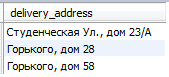 delivery_address
Студенческая Ул., дом 23/А
Горького, дом 28
Горького, дом 58